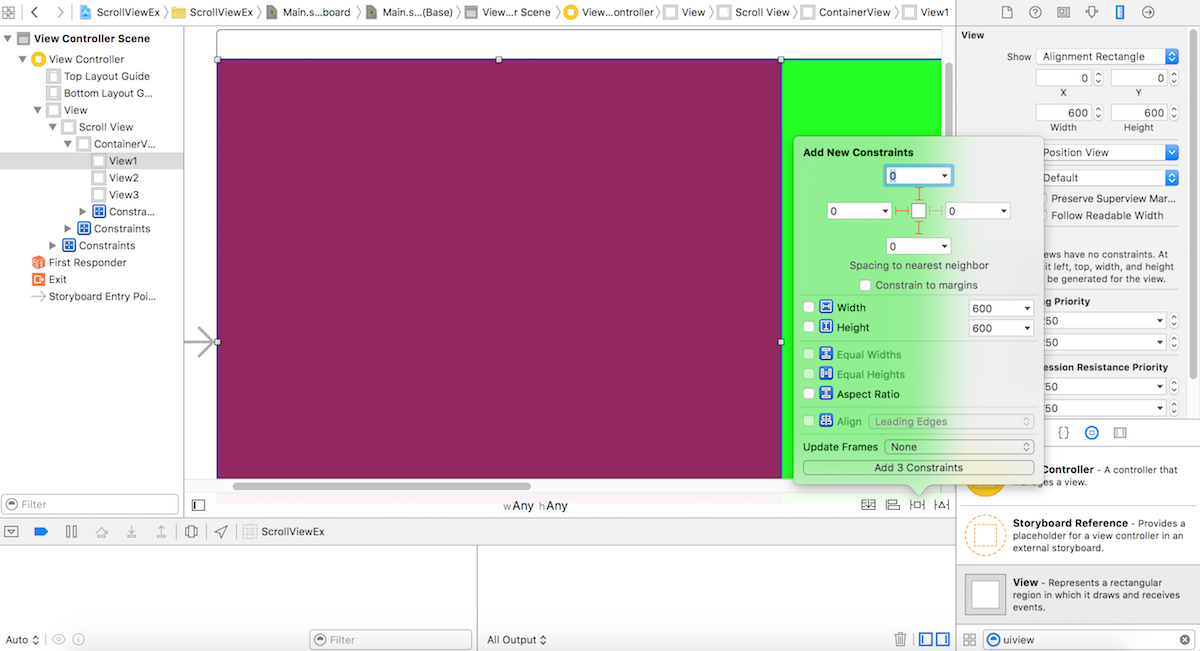 ScrollViewEx
ScrollViewEx
Main.s...board
Main.s...(Base)
View...r Scene
View...ontroller
View
Scroll View
ContainerView
View1
View Controller Scene
View Controller
Top Layout Guide
Bottom Layout G...
View
Scroll View
ContainerV...
View1
View2
View3
Constra...
Constraints
Constraints
First Responder
Exit
Storyboard Entry Poi...
Filter
Add New Constraints
0
0
0
0
Spacing to nearest neighbor
Constrain to margins
Width 600
Height 600
Equal Widths
Equal Heights
Aspect Ratio
Align Leading Edges
Update Frames None
Add 3 Constraints
wAny hAny
View
Show Alignment Rectangle
0 0
X Y
600 600
Width Height
Position View
Default
Preserve Superview Mar...
Follow Readable Width
ews have no constraints. At
it left, top, width, and height
be generated for the view.
g Priority
50
50
ession Resistance Priority
50
50
Controller - A controller that
ges a view.
Storyboard Reference - Provides a
placeholder for a view controller in an
external storyboard.
View - Represents a rectangular
region in which it draws and receives
events.
uiview
ScrollViewEx
Auto
Filter
All Output